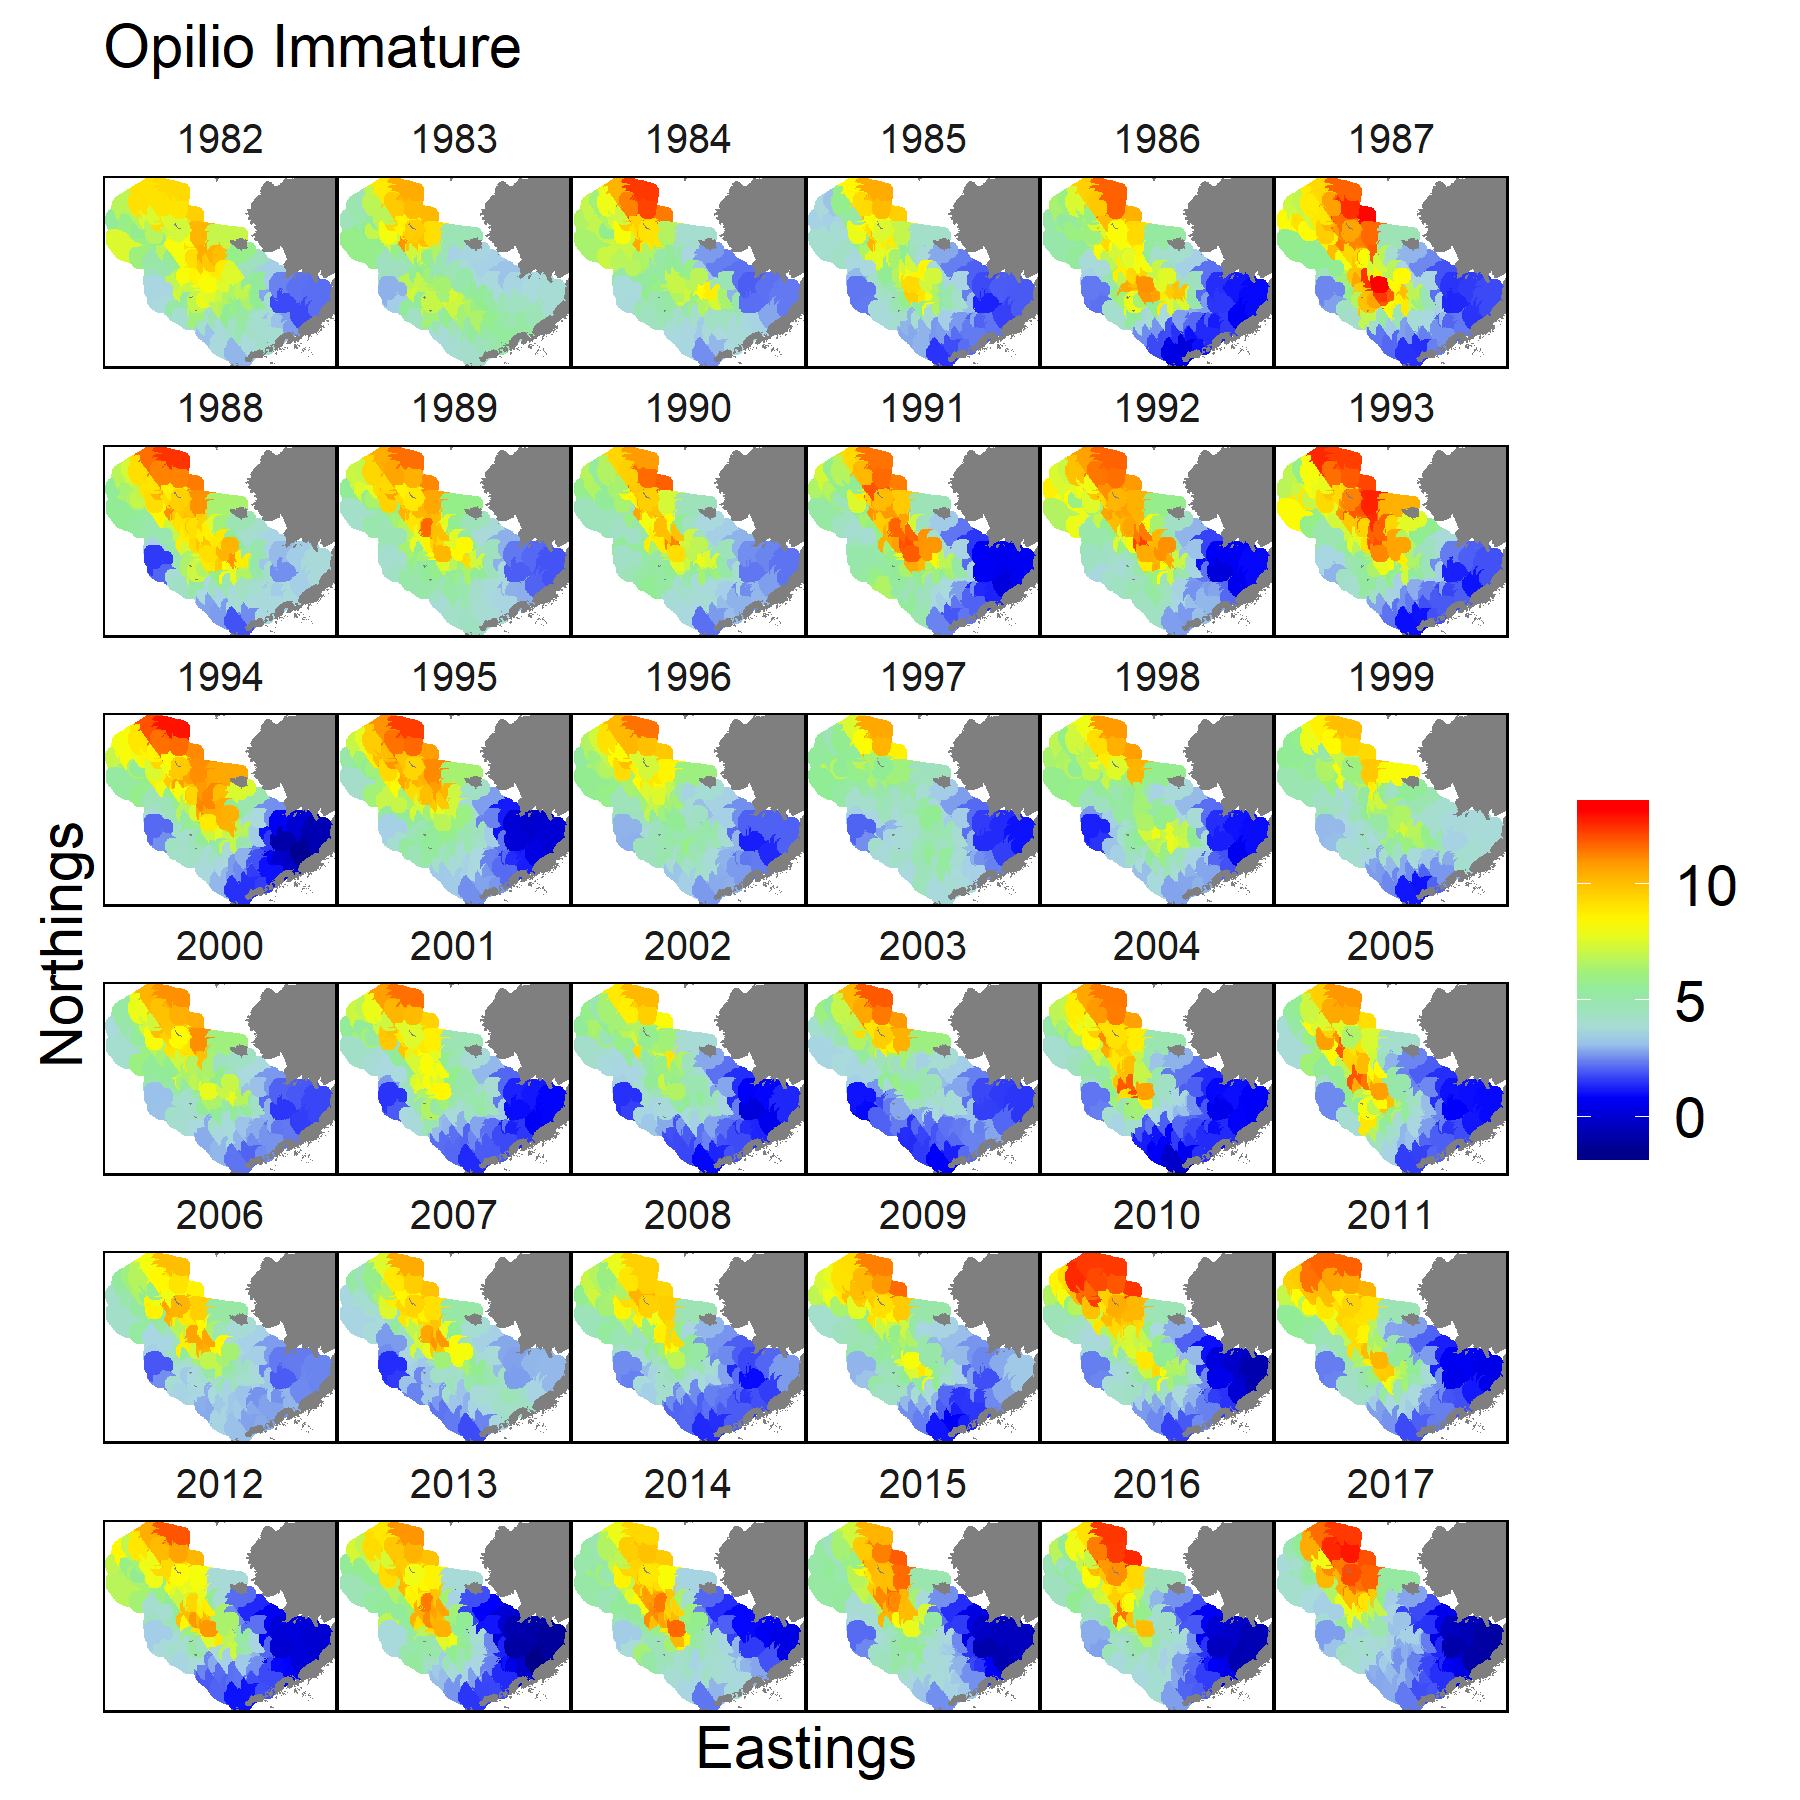 Opilio Immature
1982 1983 1984 1985 1986 1987
1988 1989 1990 1991 1992 1993
1994 1995 1996 1997 1998 1999
2000 2001 2002 2003 2004 2005
2006 2007 2008 2009 2010 2011
2012 2013 2014 2015 2016 2017
Northings
Eastings
10
5
0